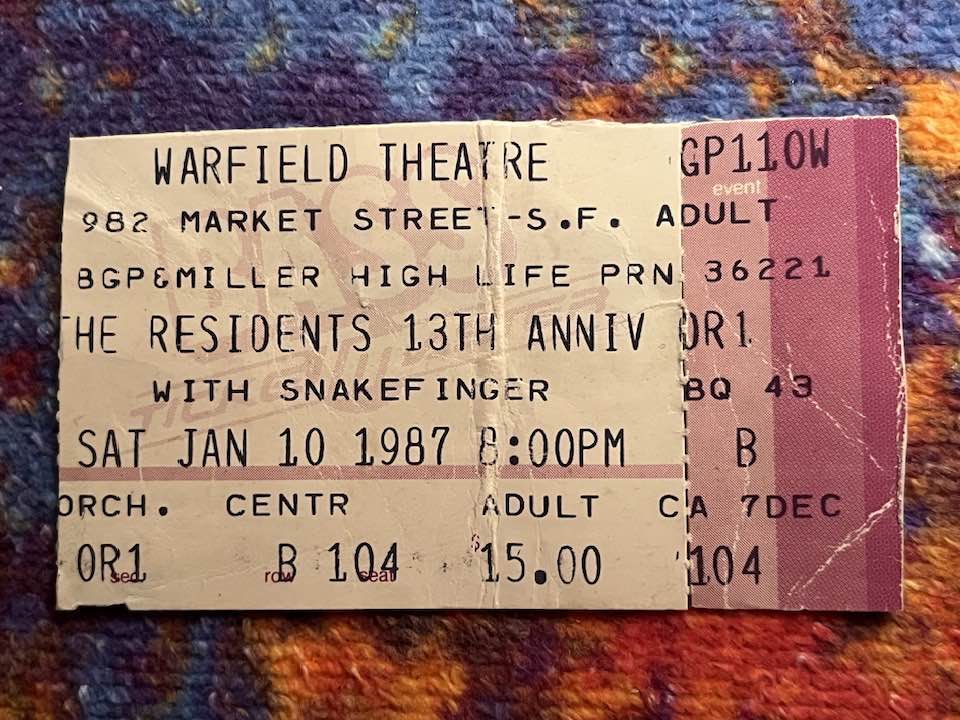 WARFIELD THEATRE GP110W
event
982 MARKET STREET-S.F. ADULT
BGP&MILLER HIGH LIFE PRN 36221
HE RESIDENTS 13TH ANNIV OR1
WITH SNAKEFINGER BQ 43
SAT JAN 10 1987 8:00PM B
ORCH. CENTR ADULT CA 7DEC
OR1 B 104 $15.00 104
sec row seat